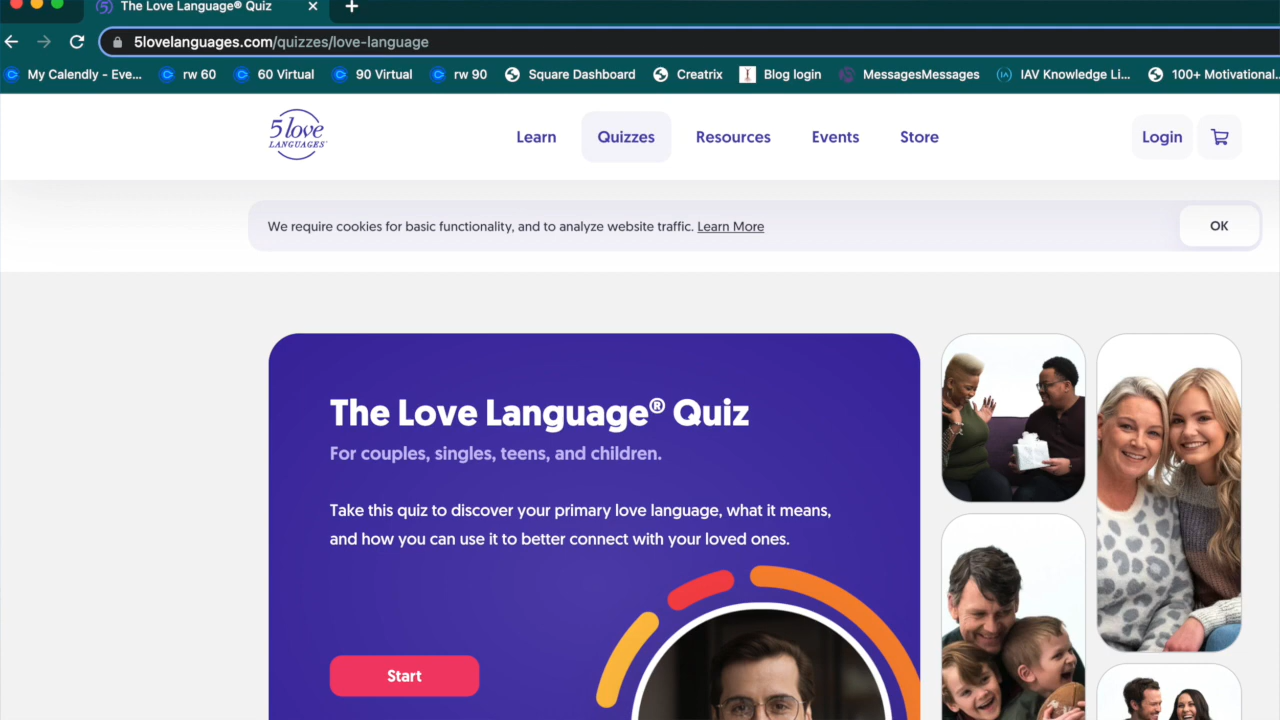 The Love Language® Quiz
5lovelanguages.com/quizzes/love-language
My Calendly - Eve...
rw 60
60 Virtual
90 Virtual
rw 90
Square Dashboard
Creatrix
Blog login
MessagesMessages
IAV Knowledge Li...
100+ Motivational...
5 love
LANGUAGES®
Learn
Quizzes
Resources
Events
Store
Login
We require cookies for basic functionality, and to analyze website traffic. Learn More
OK
The Love Language® Quiz
For couples, singles, teens, and children.
Take this quiz to discover your primary love language, what it means,
and how you can use it to better connect with your loved ones.
Start